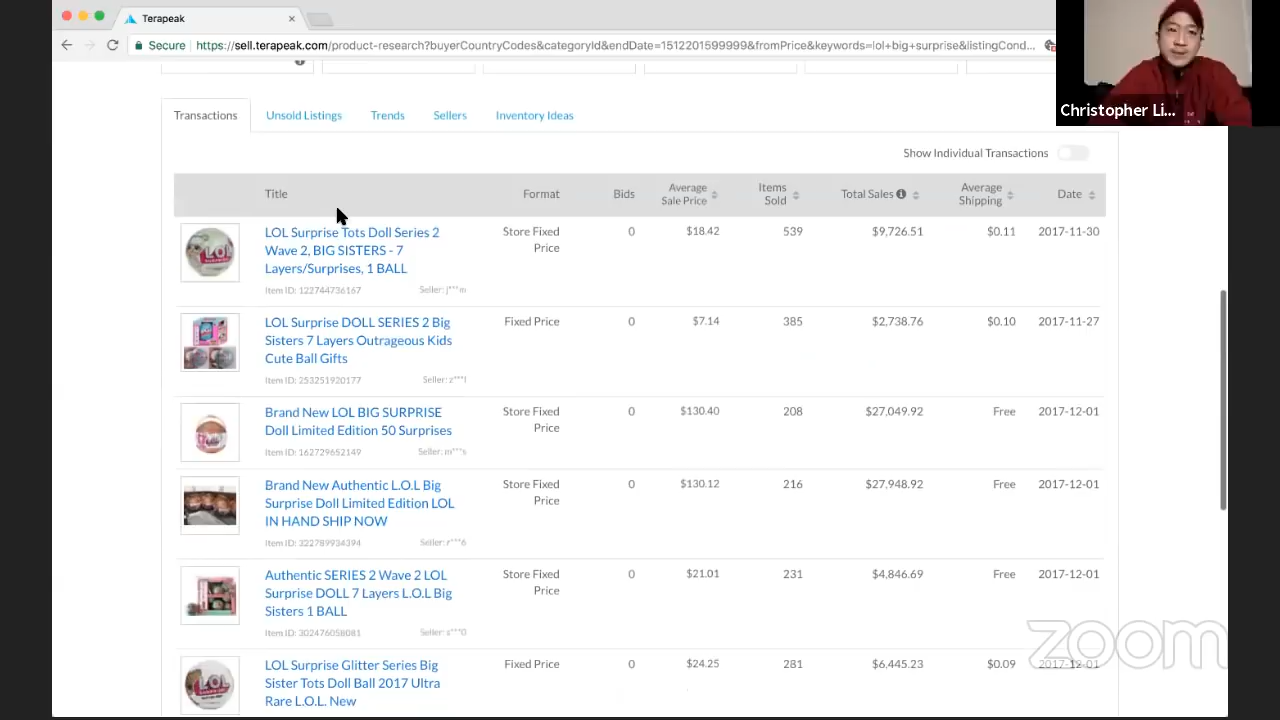 Terapeak
Secure https://sell.terapeak.com/product-research?buyerCountryCodes&categoryId&endDate=1512201599999&fromPrice&keywords=lol+big+surprise&listingCond...
Christopher Li...
Transactions Unsold Listings Trends Sellers Inventory Ideas
Show Individual Transactions
Title Format Bids Average Sale Price Items Sold Total Sales Average Shipping Date
LOL Surprise Tots Doll Series 2 Store Fixed 0 $18.42 539 $9,726.51 $0.11 2017-11-30
Wave 2, BIG SISTERS - 7 Price
Layers/Surprises, 1 BALL
Item ID: 122744736167 Seller: j***m
LOL Surprise DOLL SERIES 2 Big Fixed Price 0 $7.14 385 $2,738.76 $0.10 2017-11-27
Sisters 7 Layers Outrageous Kids
Cute Ball Gifts
Item ID: 253251920177 Seller: z***l
Brand New LOL BIG SURPRISE Store Fixed 0 $130.40 208 $27,049.92 Free 2017-12-01
Doll Limited Edition 50 Surprises Price
Item ID: 162729652149 Seller: m***s
Brand New Authentic L.O.L Big Store Fixed 0 $130.12 216 $27,948.92 Free 2017-12-01
Surprise Doll Limited Edition LOL Price
IN HAND SHIP NOW
Item ID: 322789934394 Seller: r***6
Authentic SERIES 2 Wave 2 LOL Store Fixed 0 $21.01 231 $4,846.69 Free 2017-12-01
Surprise DOLL 7 Layers L.O.L Big Price
Sisters 1 BALL
Item ID: 302476058081 Seller: s***0
LOL Surprise Glitter Series Big Fixed Price 0 $24.25 281 $6,445.23 $0.09 2017-12-01
Sister Tots Doll Ball 2017 Ultra
Rare L.O.L. New
zoom